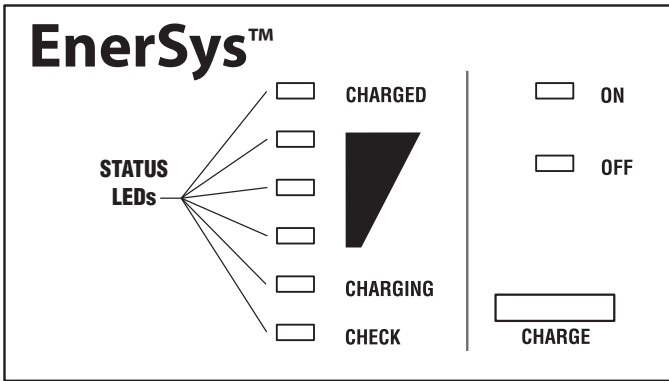 EnerSys™
STATUS
LEDs
CHARGED
CHARGING
CHECK
ON
OFF
CHARGE